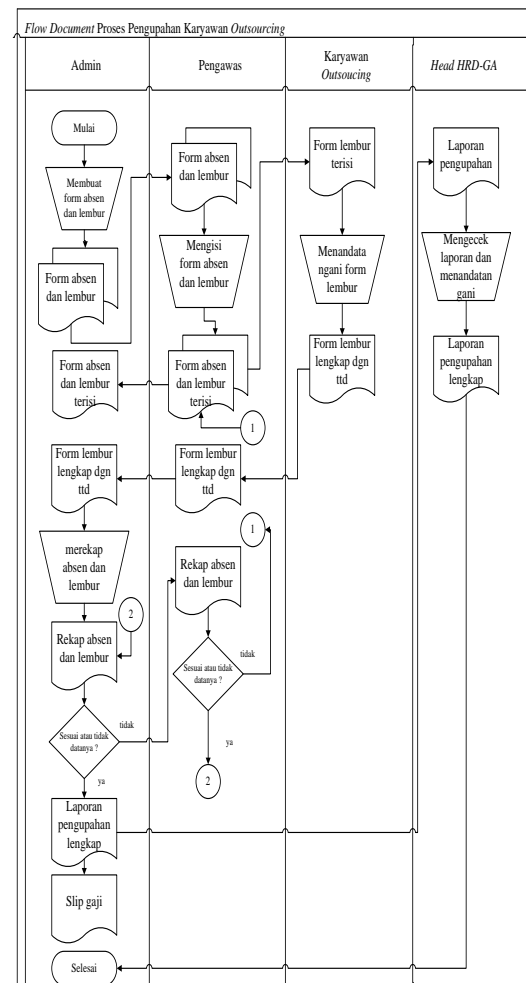 Flow Document Proses Pengupahan Karyawan Outsourcing
Admin
Pengawas
Karyawan
Outsoucing
Head HRD-GA
Mulai
Membuat
form absen
dan lembur
Form absen
dan lembur
Form absen
dan lembur
terisi
Form lembur
lengkap dgn
ttd
merekap
absen dan
lembur
2
Rekap absen
dan lembur
Sesuai atau tidak
datanya ?
tidak
ya
Laporan
pengupahan
lengkap
Slip gaji
Selesai
Form absen
dan lembur
Mengisi
form absen
dan lembur
Form absen
dan lembur
terisi
1
Form lembur
lengkap dgn
ttd
1
Rekap absen
dan lembur
Sesuai atau tidak
datanya ?
tidak
ya
2
Form lembur
terisi
Menandata
ngani form
lembur
Form lembur
lengkap dgn
ttd
Laporan
pengupahan
Mengecek
laporan dan
menandatan
gani
Laporan
pengupahan
lengkap